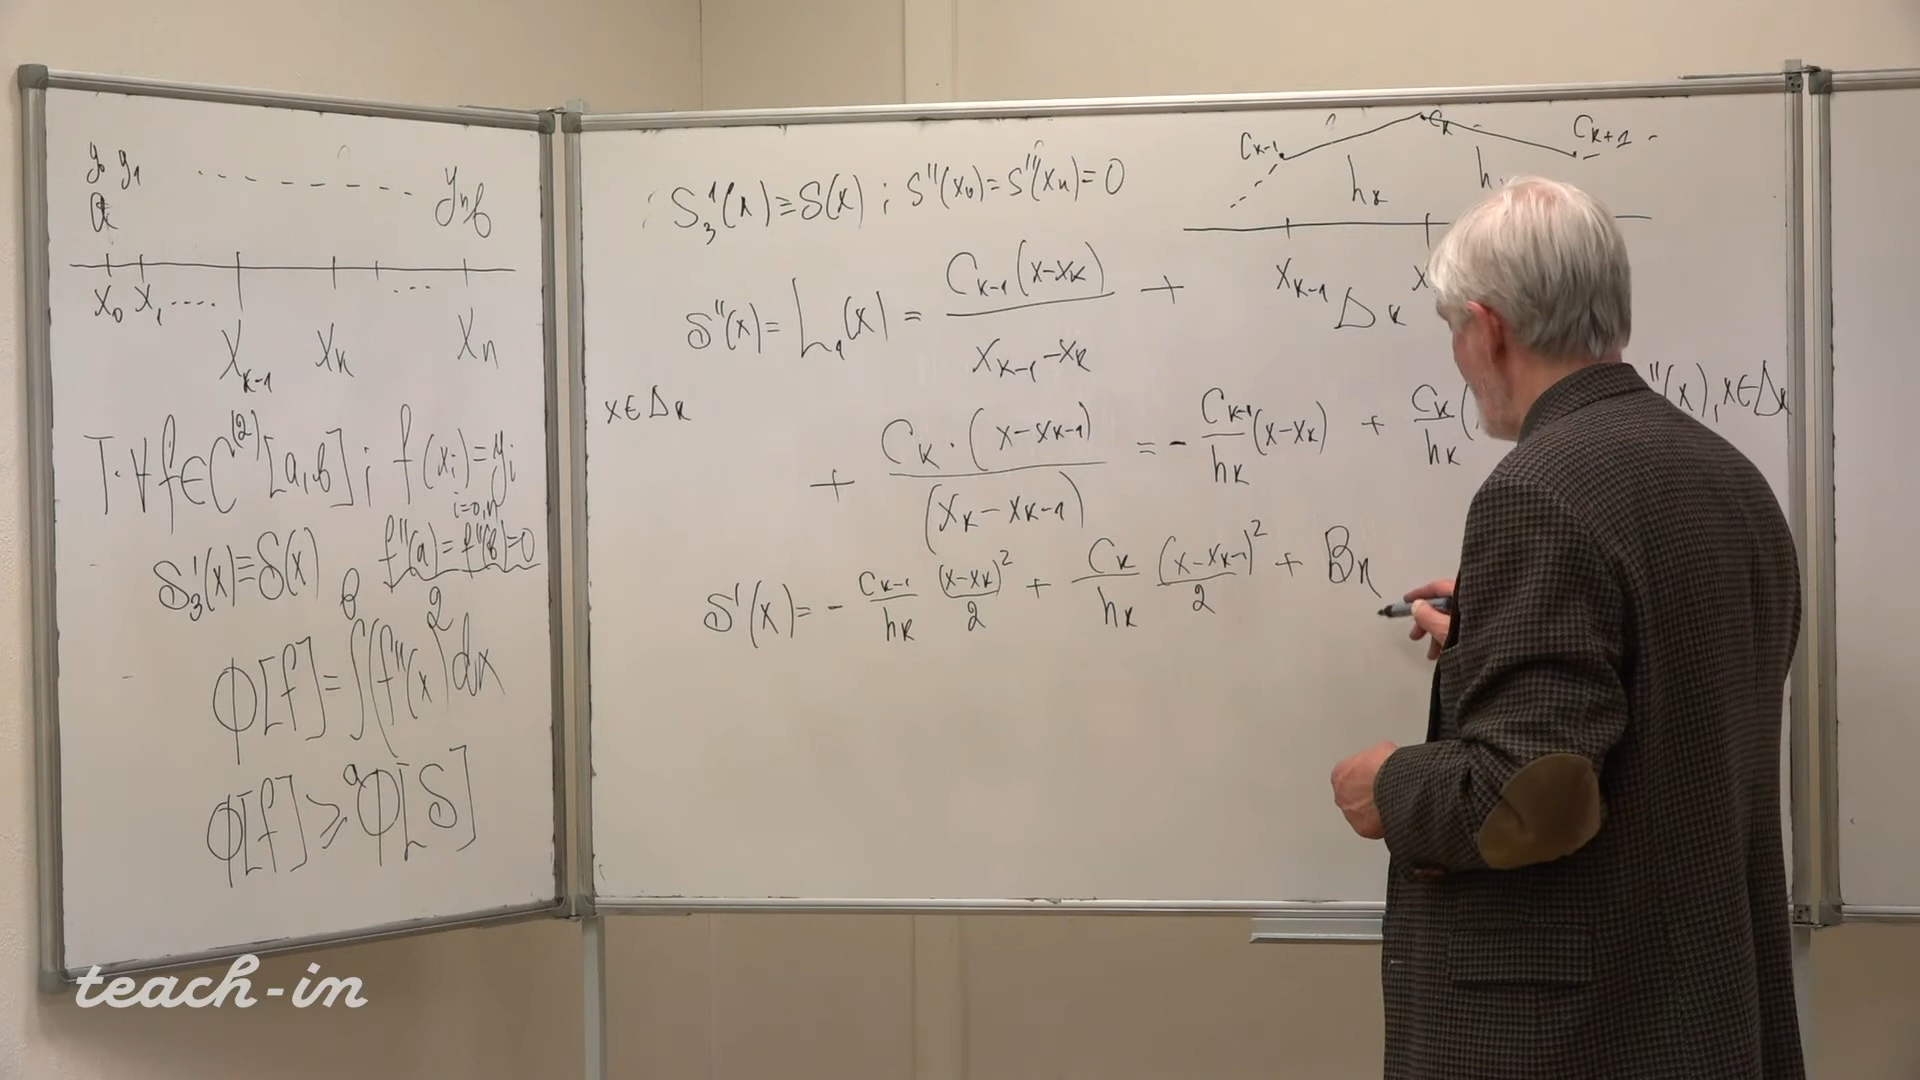 y₀ y₁ - - - - - - - yₙ b
a
x₀ x₁ .... ...
xₖ₋₁ xₖ xₙ
T. ∀f∈C⁽²⁾[a,b]; f(xᵢ)=yᵢ
i=0,n
S₃¹(x)≡S(x) f''(a)=f''(b)=0
Φ[f]=∫ₐᵇ(f''(x))²dx
Φ[f]≥Φ[S]
S₃¹(x)≡S(x); S''(x₀)=S''(xₙ)=0
S''(x)=L₁(x)= Cₖ₋₁(x-xₖ)/(xₖ₋₁-xₖ) +
x∈Δₖ
+ Cₖ·(x-xₖ₋₁)/(xₖ-xₖ₋₁) = - Cₖ₋₁/hₖ (x-xₖ) + Cₖ/hₖ ( ''(x), x∈Δₖ
S'(x)= - Cₖ₋₁/hₖ (x-xₖ)²/2 + Cₖ/hₖ (x-xₖ₋₁)²/2 + Bₖ
Cₖ₋₁ Cₖ Cₖ₊₁
hₖ h
xₖ₋₁ Δₖ x
teach-in